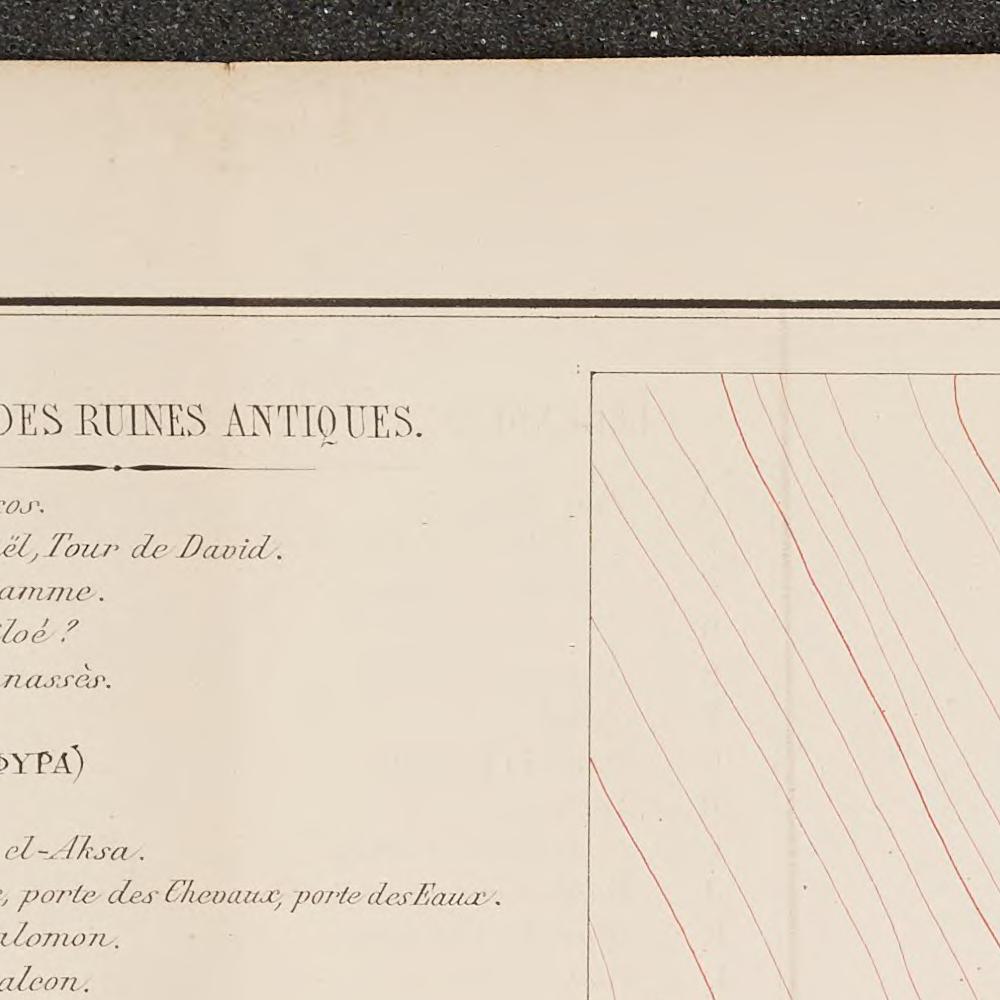 DES RUINES ANTIQUES.
cos.
ël, Tour de David.
amme.
loé ?
nassès.
ΦΥΡΑ)
el-Aksa.
, porte des Chevaux, porte des Eaux.
alomon.
alcon.